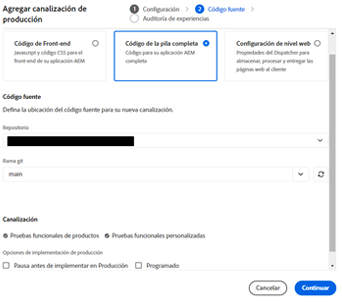 Agregar canalización de producción
1 Configuración
2 Código fuente
Auditoría de experiencias
Código de Front-end
Javascript y código CSS para el front-end de su aplicación AEM
Código de la pila completa
Código para su aplicación AEM completa
Configuración de nivel web
Propiedades del Dispatcher para almacenar, procesar y entregar las páginas web al cliente
Código fuente
Defina la ubicación del código fuente para su nueva canalización.
Repositorio
Rama git
main
Canalización
Pruebas funcionales de productos
Pruebas funcionales personalizadas
Opciones de implementación de producción
Pausa antes de implementar en Producción
Programado
Cancelar
Continuar